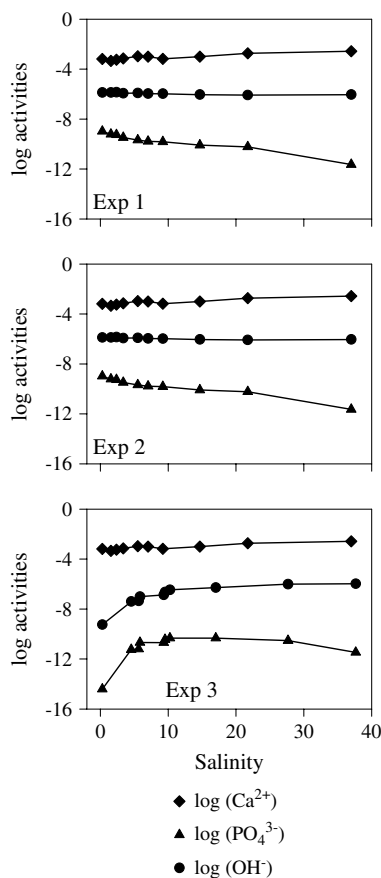 0
-4
-8
-12
-16
log activities
Exp 1
0
-4
-8
-12
-16
log activities
Exp 2
0
-4
-8
-12
-16
log activities
Exp 3
0 10 20 30 40
Salinity
log (Ca²⁺)
log (PO₄³⁻)
log (OH⁻)